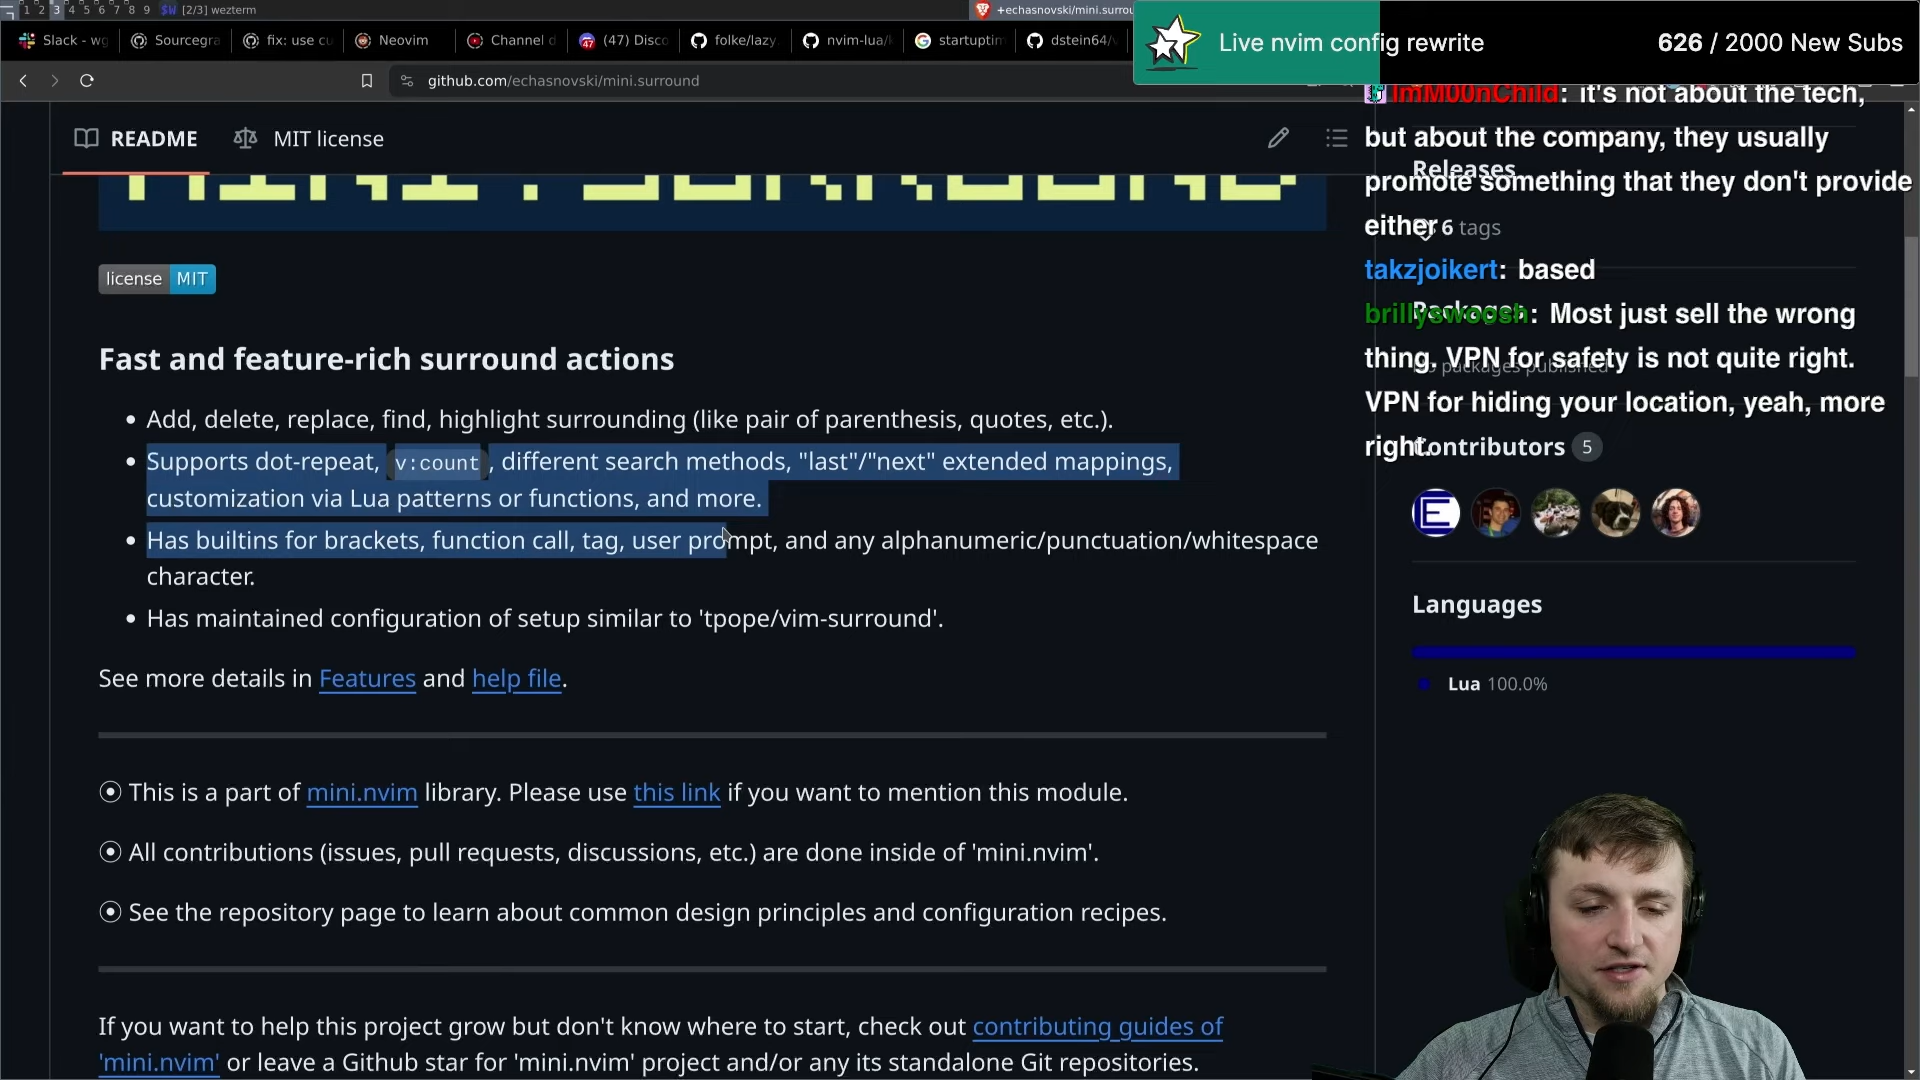 1 2 3 4 5 6 7 8 9 [2/3] wezterm
+echasnovski/mini.surrou
Slack - wg
Sourcegra
fix: use cu
Neovim
Channel d
(47) Disco
folke/lazy.
nvim-lua/k
startuptim
dstein64/v
Live nvim config rewrite
626 / 2000 New Subs
github.com/echasnovski/mini.surround
README
MIT license
MINI.SURROUND
license MIT
Fast and feature-rich surround actions
Add, delete, replace, find, highlight surrounding (like pair of parenthesis, quotes, etc.).
Supports dot-repeat, v:count, different search methods, "last"/"next" extended mappings,
customization via Lua patterns or functions, and more.
Has builtins for brackets, function call, tag, user prompt, and any alphanumeric/punctuation/whitespace
character.
Has maintained configuration of setup similar to 'tpope/vim-surround'.
See more details in Features and help file.
This is a part of mini.nvim library. Please use this link if you want to mention this module.
All contributions (issues, pull requests, discussions, etc.) are done inside of 'mini.nvim'.
See the repository page to learn about common design principles and configuration recipes.
If you want to help this project grow but don't know where to start, check out contributing guides of
'mini.nvim' or leave a Github star for 'mini.nvim' project and/or any its standalone Git repositories.
ImM00nChild: it's not about the tech,
but about the company, they usually
promote something that they don't provide
either
takzjoikert: based
brillyswoosh: Most just sell the wrong
thing. VPN for safety is not quite right.
VPN for hiding your location, yeah, more
right.
Releases
6 tags
Packages
No packages published
Contributors 5
Languages
Lua 100.0%